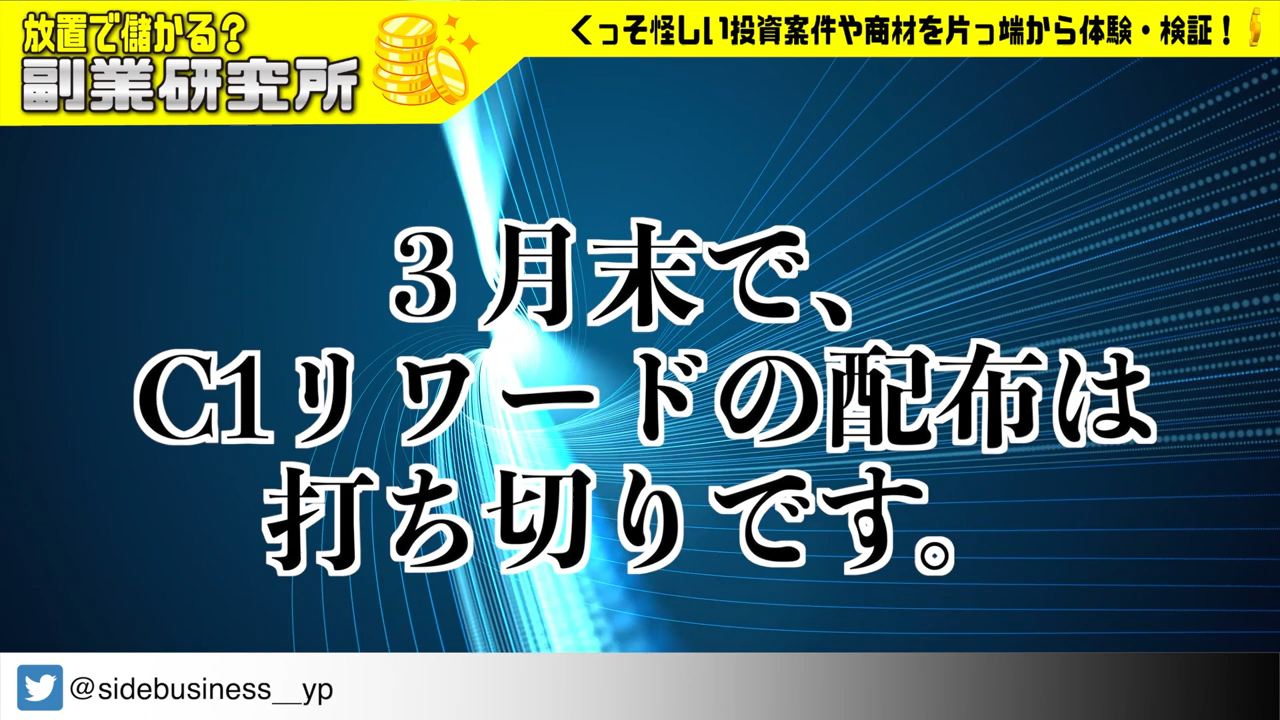 放置で儲かる？
副業研究所
くっそ怪しい投資案件や商材を片っ端から体験・検証！
３月末で、
C1リワードの配布は
打ち切りです。
@sidebusiness__yp